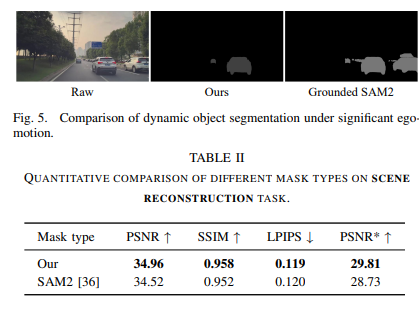 Raw Ours Grounded SAM2
Fig. 5. Comparison of dynamic object segmentation under significant ego-
motion.
TABLE II
QUANTITATIVE COMPARISON OF DIFFERENT MASK TYPES ON SCENE
RECONSTRUCTION TASK.
Mask type PSNR ↑ SSIM ↑ LPIPS ↓ PSNR* ↑
Our 34.96 0.958 0.119 29.81
SAM2 [36] 34.52 0.952 0.120 28.73